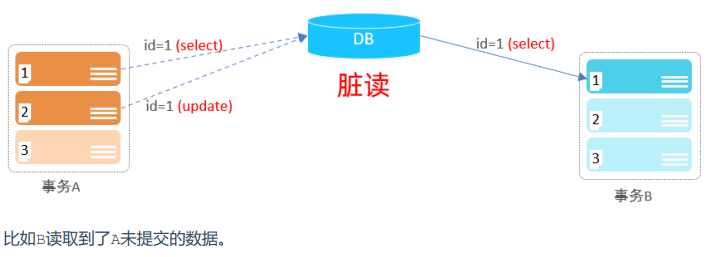 id=1 (select)
DB
id=1 (select)
脏读
1
2
3
id=1 (update)
1
2
3
事务A
事务B
比如B读取到了A未提交的数据。